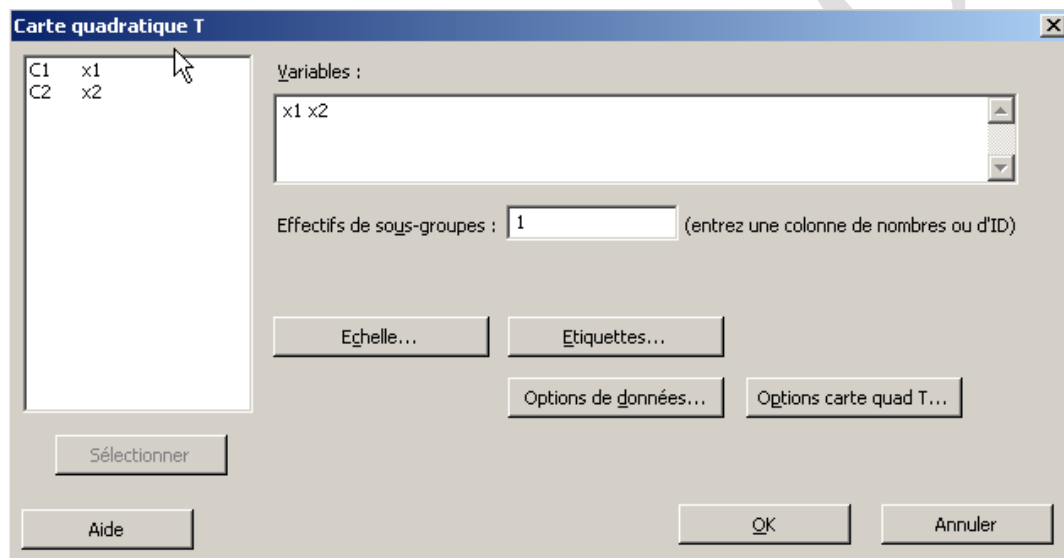 Carte quadratique T
C1 x1
C2 x2
Variables :
x1 x2
Effectifs de sous-groupes : 1 (entrez une colonne de nombres ou d'ID)
Echelle... Etiquettes...
Options de données... Options carte quad T...
Sélectionner
Aide OK Annuler